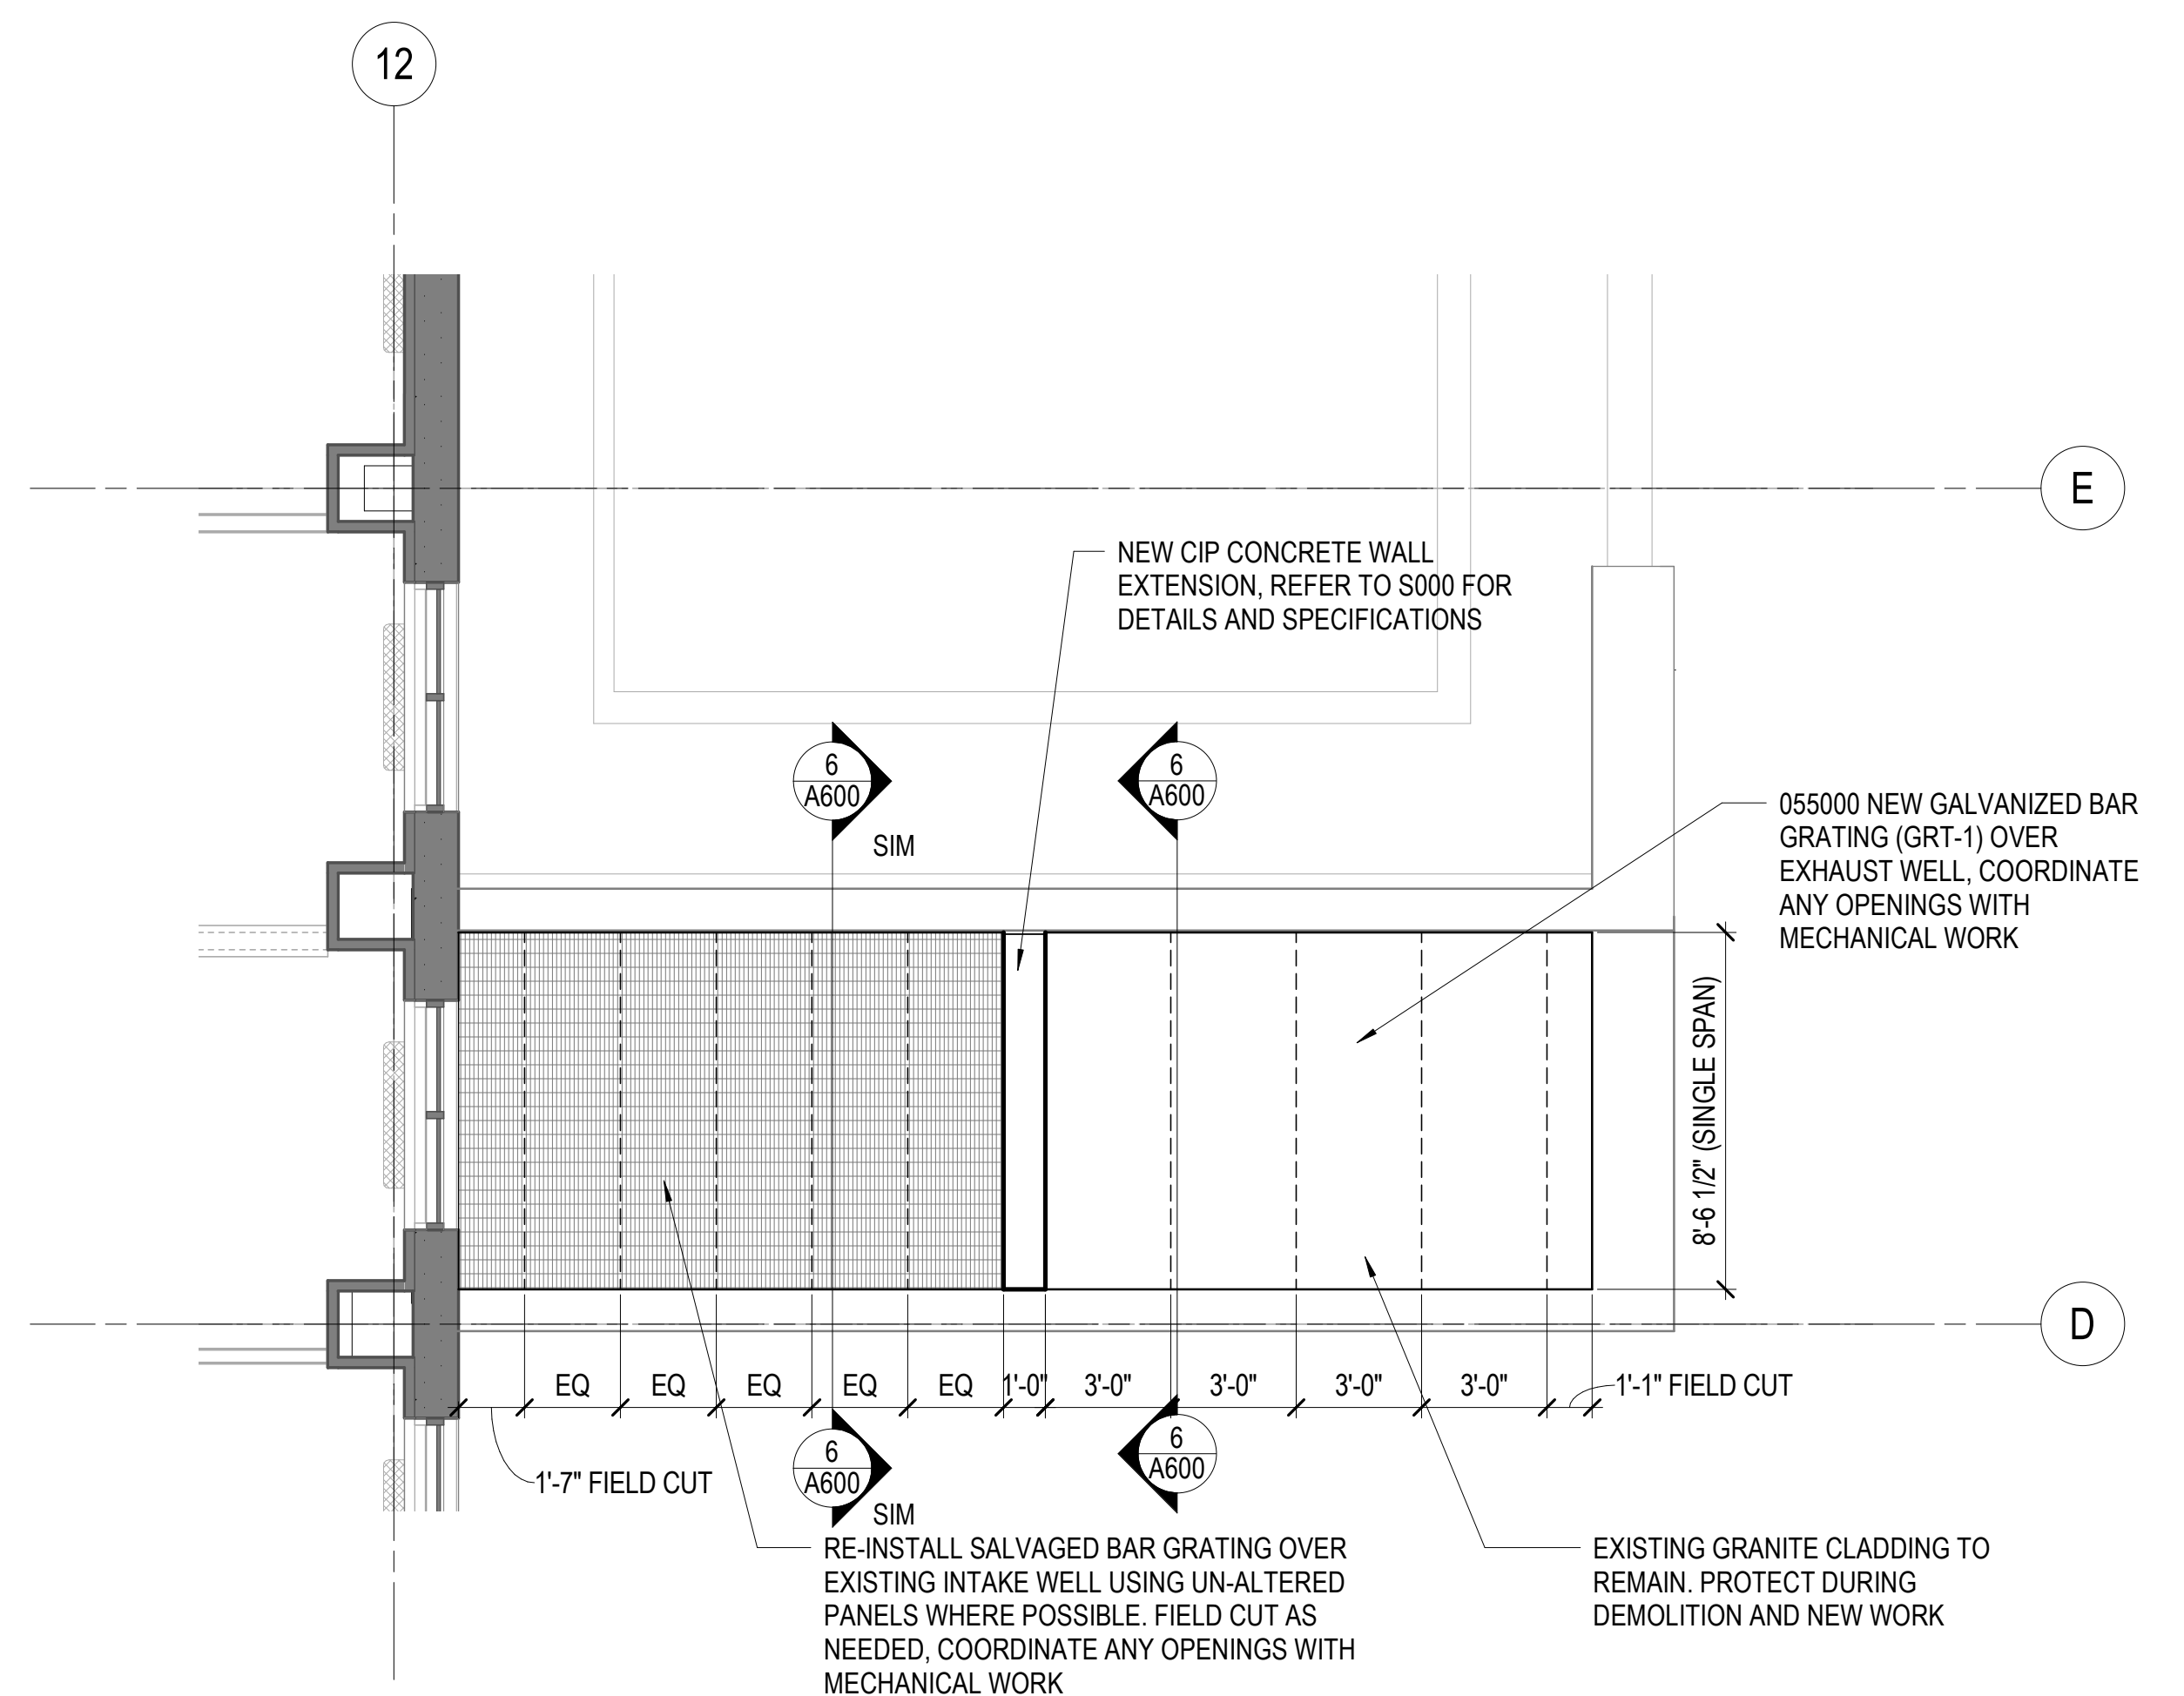 12
E
NEW CIP CONCRETE WALL
EXTENSION, REFER TO S000 FOR
DETAILS AND SPECIFICATIONS
6
A600
SIM
6
A600
055000 NEW GALVANIZED BAR
GRATING (GRT-1) OVER
EXHAUST WELL, COORDINATE
ANY OPENINGS WITH
MECHANICAL WORK
8'-6 1/2" (SINGLE SPAN)
D
EQ
EQ
EQ
EQ
EQ
1'-0"
3'-0"
3'-0"
3'-0"
3'-0"
1'-1" FIELD CUT
1'-7" FIELD CUT
6
A600
SIM
6
A600
RE-INSTALL SALVAGED BAR GRATING OVER
EXISTING INTAKE WELL USING UN-ALTERED
PANELS WHERE POSSIBLE. FIELD CUT AS
NEEDED, COORDINATE ANY OPENINGS WITH
MECHANICAL WORK
EXISTING GRANITE CLADDING TO
REMAIN. PROTECT DURING
DEMOLITION AND NEW WORK